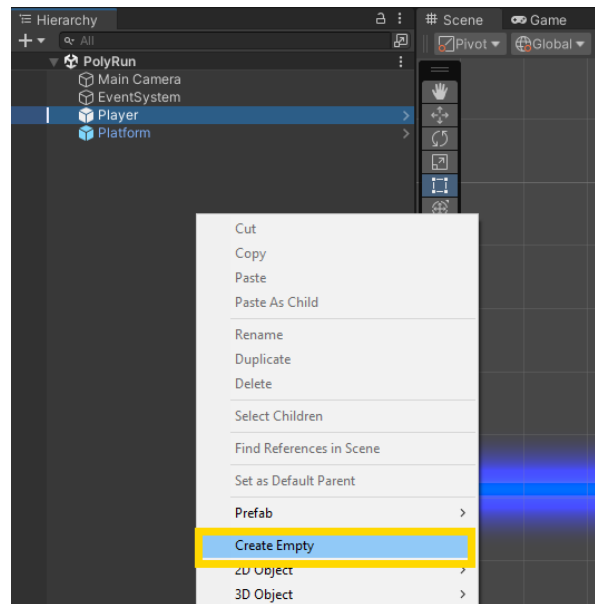 Hierarchy
# Scene
Game
All
Pivot
Global
PolyRun
Main Camera
EventSystem
Player
Platform
Cut
Copy
Paste
Paste As Child
Rename
Duplicate
Delete
Select Children
Find References in Scene
Set as Default Parent
Prefab
Create Empty
2D Object
3D Object